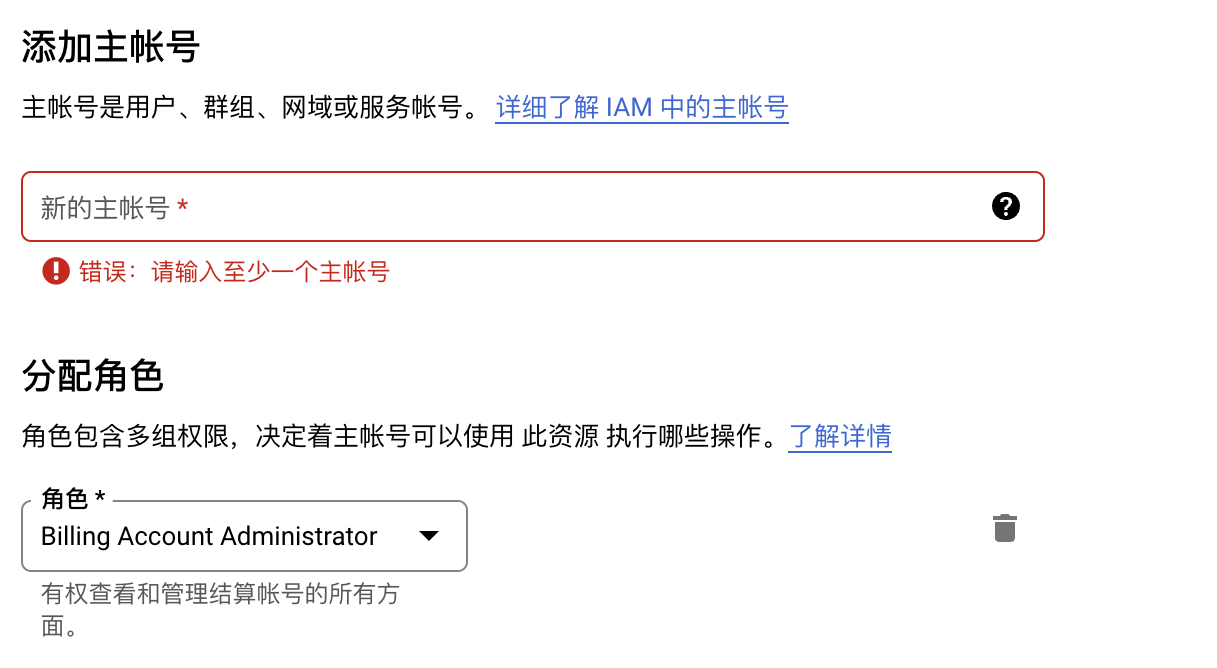 添加主帐号
主帐号是用户、群组、网域或服务帐号。 详细了解 IAM 中的主帐号
新的主帐号 *
错误：请输入至少一个主帐号
分配角色
角色包含多组权限，决定着主帐号可以使用 此资源 执行哪些操作。了解详情
角色 *
Billing Account Administrator
有权查看和管理结算帐号的所有方
面。